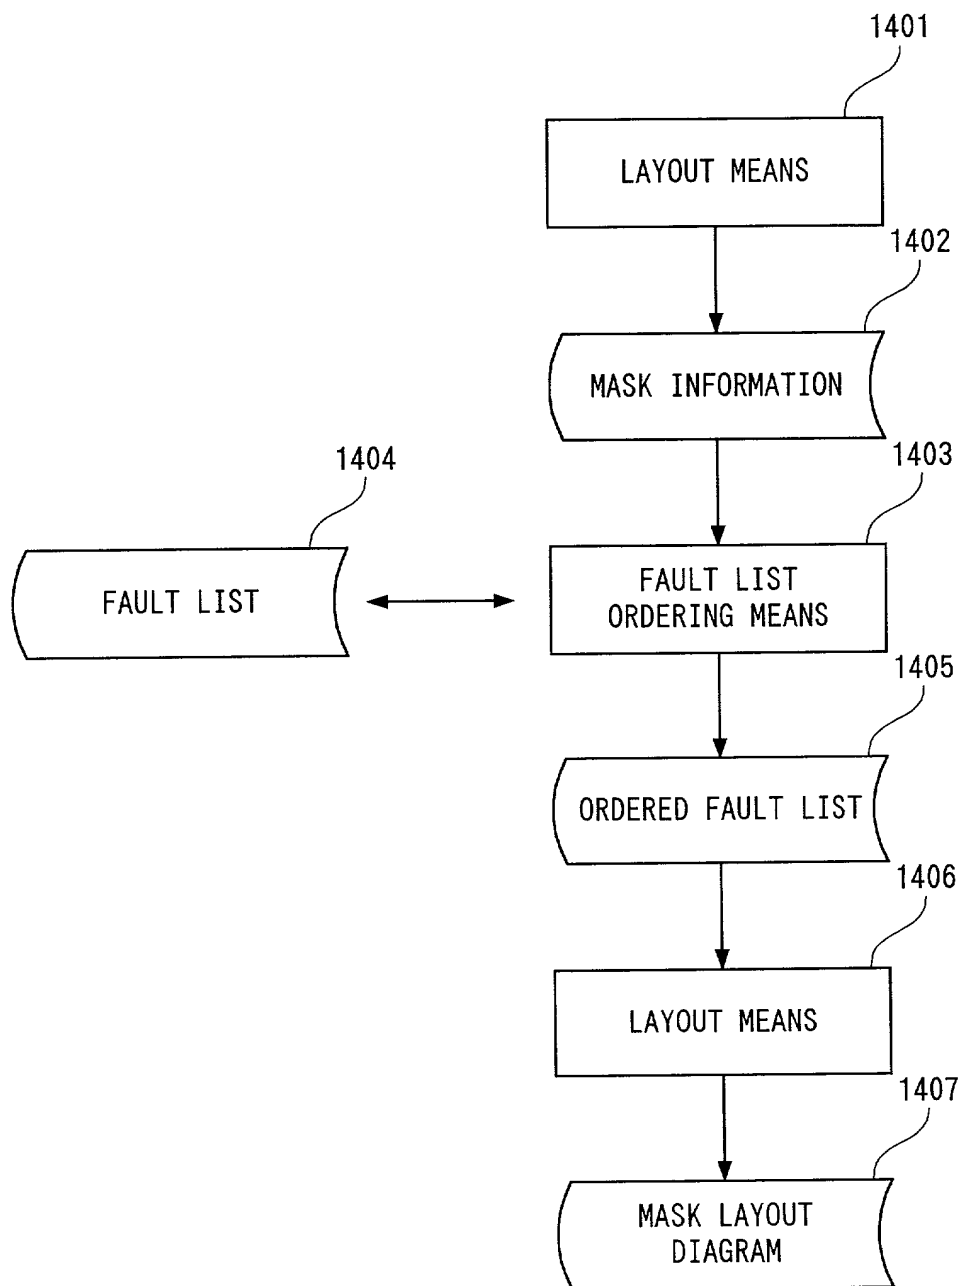 1401
LAYOUT MEANS
1402
MASK INFORMATION
1403
1404
FAULT LIST
FAULT LIST
ORDERING MEANS
1405
ORDERED FAULT LIST
1406
LAYOUT MEANS
1407
MASK LAYOUT
DIAGRAM